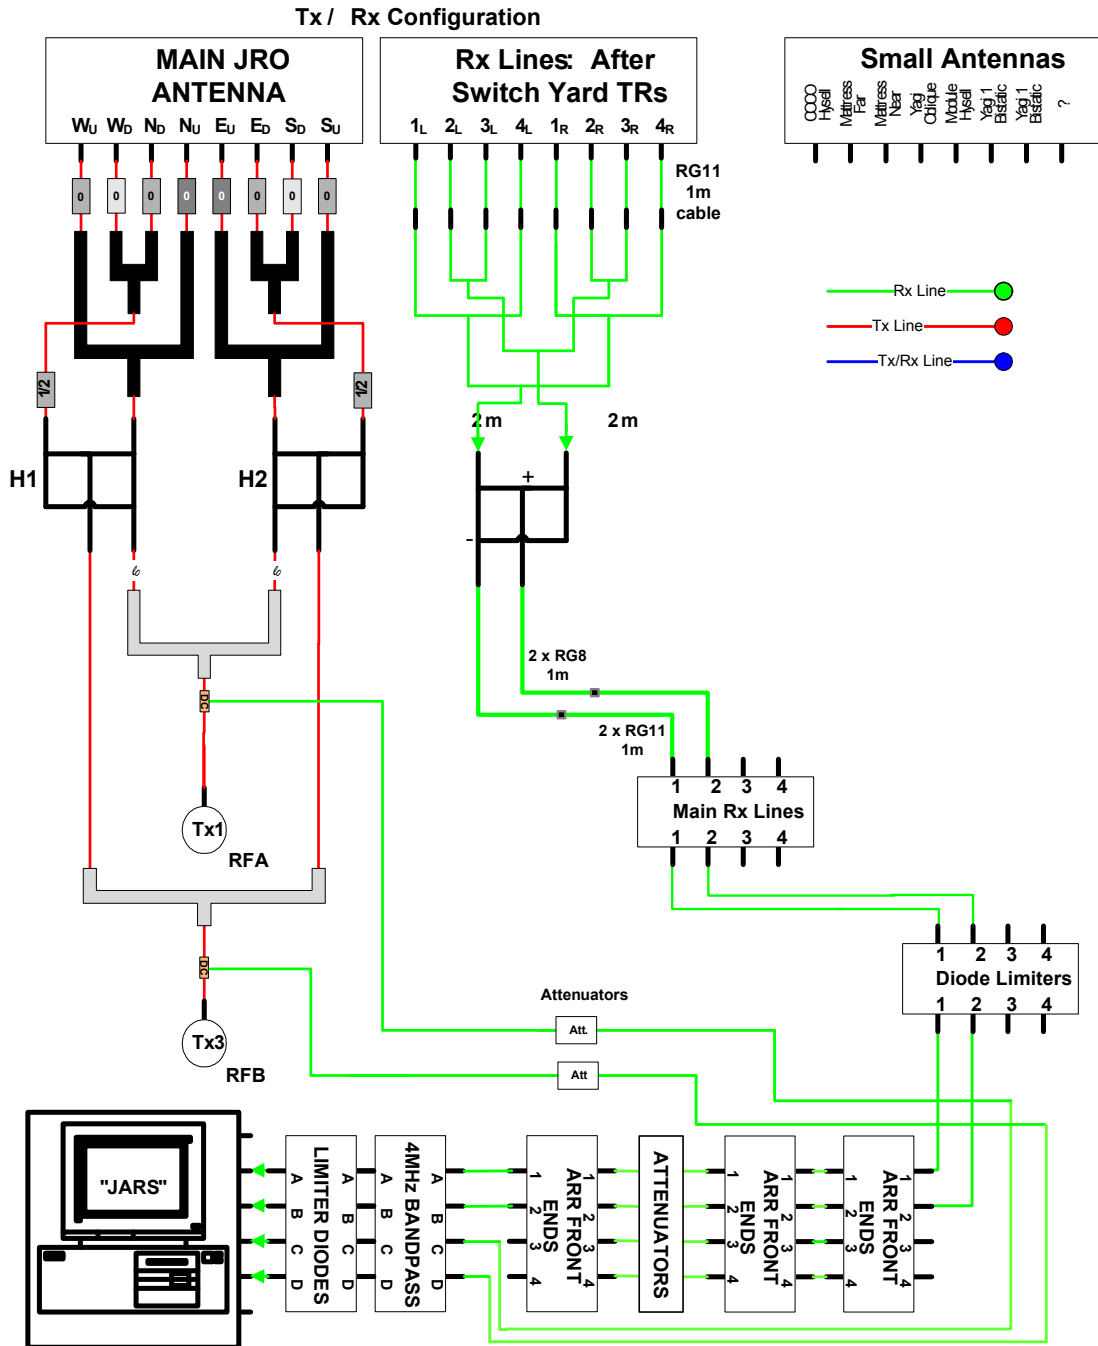 Tx / Rx Configuration
MAIN JRO
ANTENNA
WU WD ND NU EU ED SD SU
0 0 0 0 0 0 0 0
Rx Lines: After
Switch Yard TRs
1L 2L 3L 4L 1R 2R 3R 4R
RG11
1m
cable
Small Antennas
COCO
Hysell
Mattress
Far
Mattress
Near
Yagi
Oblique
Module
Hysell
Yagi 1
Bistatic
Yagi 1
Bistatic
?
Rx Line
Tx Line
Tx/Rx Line
1/2
1/2
H1
H2
2 m
2 m
+
-
6
6
2 x RG8
1m
2 x RG11
1m
DC
Tx1
RFA
1 2 3 4
Main Rx Lines
1 2 3 4
DC
Tx3
RFB
1 2 3 4
Diode Limiters
1 2 3 4
Attenuators
Att.
Att
"JARS"
A B C D
LIMITER DIODES
A B C D
4MHz BANDPASS
A B C D
1 2 3 4
ARR FRONT
ENDS
1 2 3 4
ATTENUATORS
1 2 3 4
ARR FRONT
ENDS
1 2 3 4
ARR FRONT
ENDS
1 2 3 4